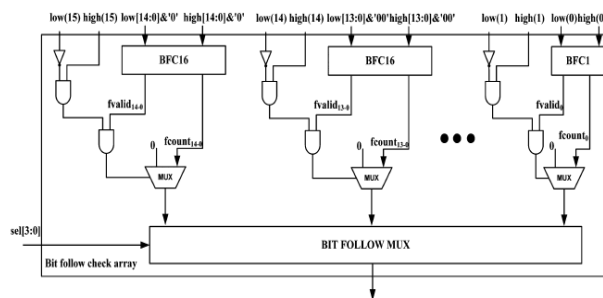 low(15) high(15) low[14:0]&'0' high[14:0]&'0' low(14) high(14) low[13:0]&'00' high[13:0]&'00' low(1) high(1) low(0) high(0)
BFC16 BFC16 BFC1
fvalid14-0 fvalid13-0 fvalid0
fcount14-0 fcount13-0 fcount0
0 0 0
MUX MUX MUX
sel[3:0]
BIT FOLLOW MUX
Bit follow check array